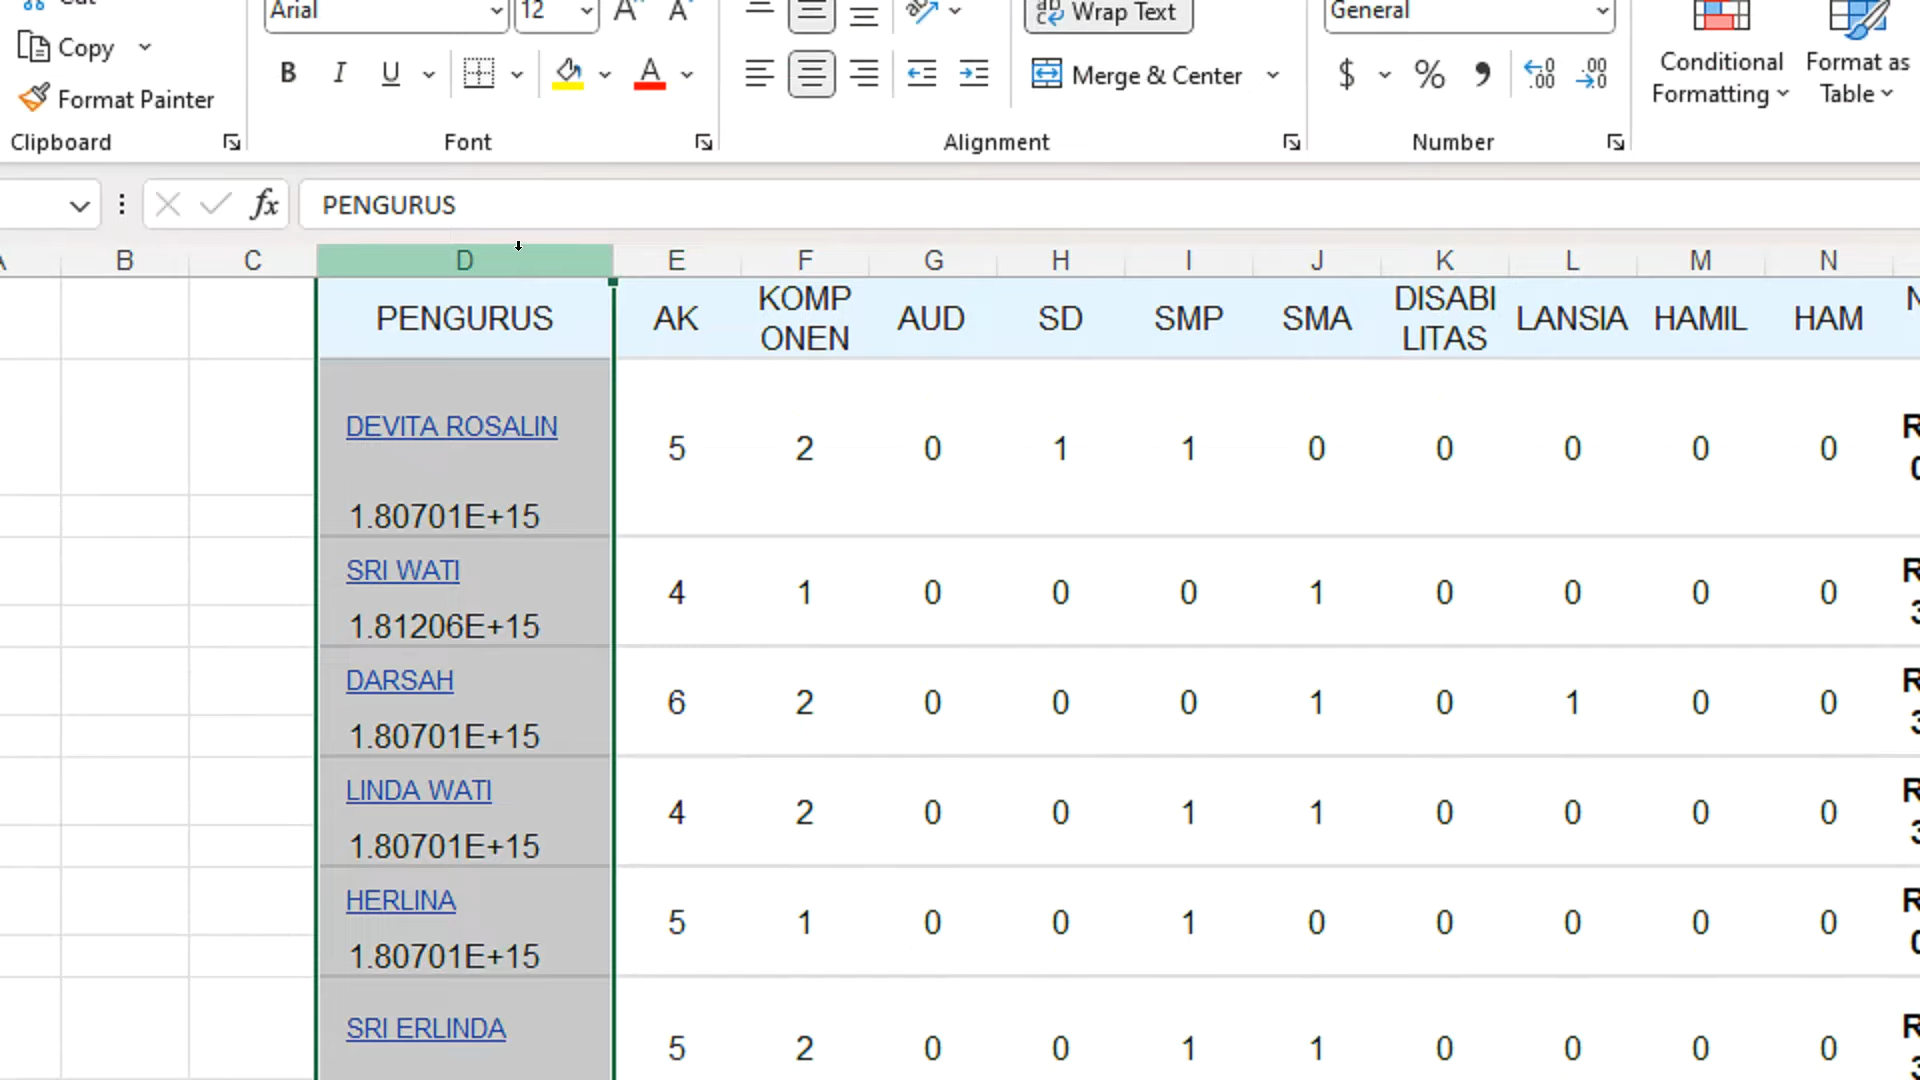 Arial 12
Copy
Format Painter
Clipboard
B I U A
Font
Wrap Text
Merge & Center
Alignment
General
$ % .00 .00
Number
Conditional Formatting
Format as Table
fx PENGURUS
B C D E F G H I J K L M N
PENGURUS AK KOMP ONEN AUD SD SMP SMA DISABI LITAS LANSIA HAMIL HAM
DEVITA ROSALIN
1.80701E+15
5 2 0 1 1 0 0 0 0 0
SRI WATI
1.81206E+15
4 1 0 0 0 1 0 0 0 0
DARSAH
1.80701E+15
6 2 0 0 0 1 0 1 0 0
LINDA WATI
1.80701E+15
4 2 0 0 1 1 0 0 0 0
HERLINA
1.80701E+15
5 1 0 0 1 0 0 0 0 0
SRI ERLINDA
5 2 0 0 1 1 0 0 0 0